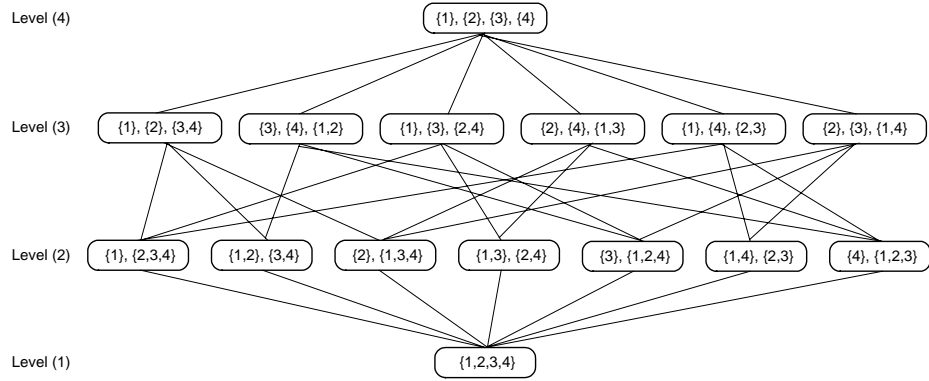 Level (4) {1}, {2}, {3}, {4}
Level (3) {1}, {2}, {3,4} {3}, {4}, {1,2} {1}, {3}, {2,4} {2}, {4}, {1,3} {1}, {4}, {2,3} {2}, {3}, {1,4}
Level (2) {1}, {2,3,4} {1,2}, {3,4} {2}, {1,3,4} {1,3}, {2,4} {3}, {1,2,4} {1,4}, {2,3} {4}, {1,2,3}
Level (1) {1,2,3,4}